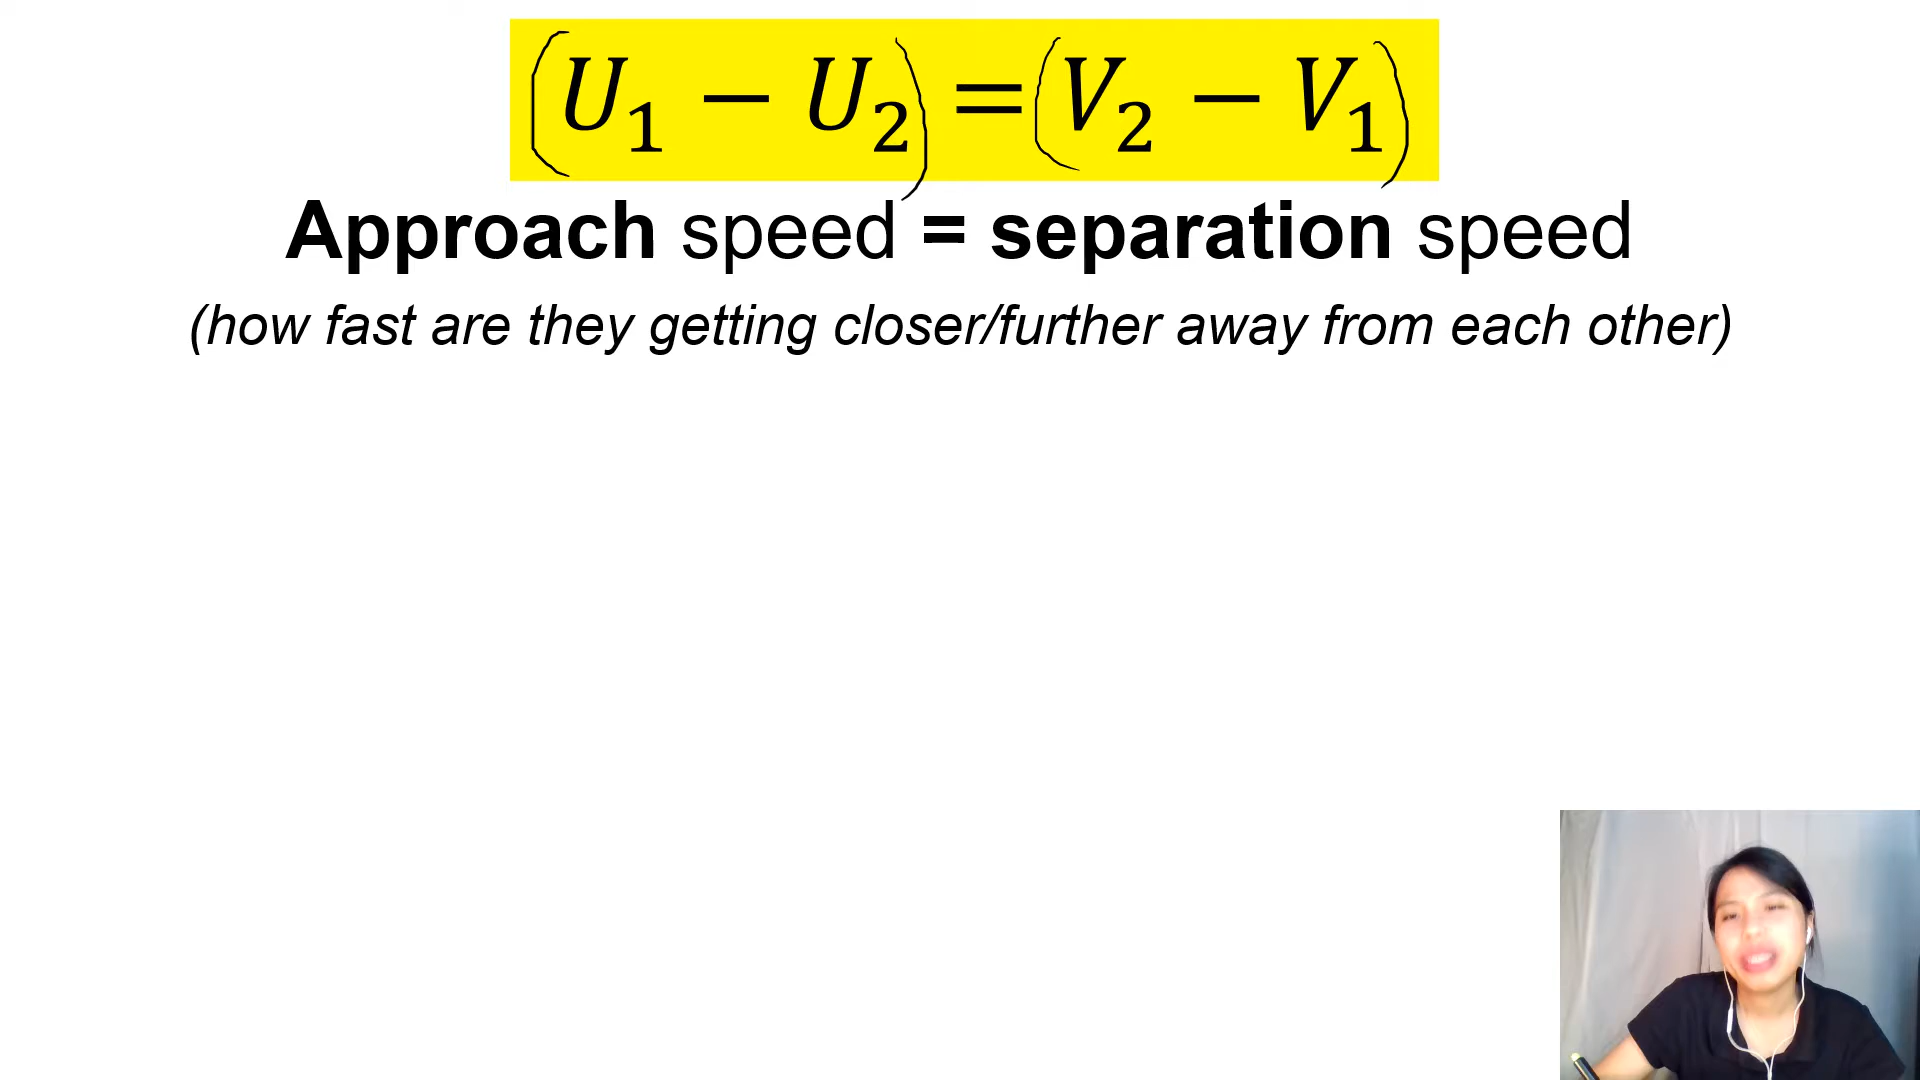 (U₁ − U₂) = (V₂ − V₁)
Approach speed = separation speed
(how fast are they getting closer/further away from each other)